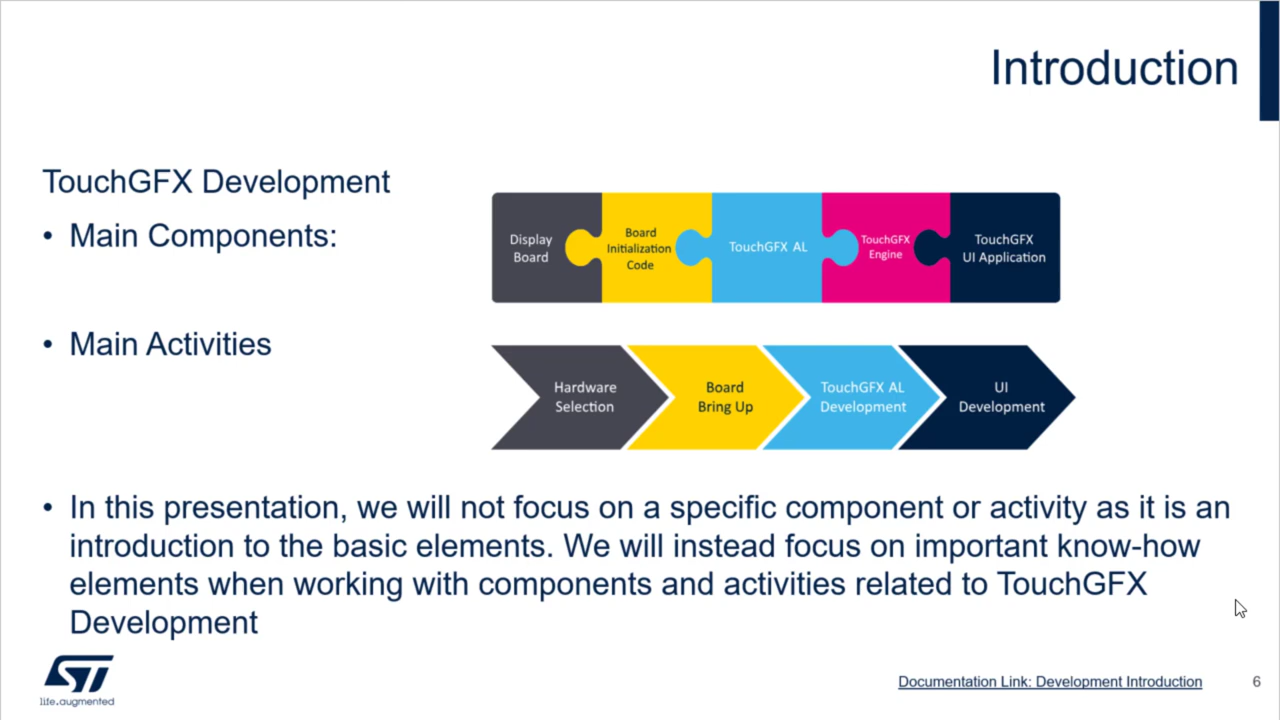 Introduction
TouchGFX Development
• Main Components:
Display
Board
Board
Initialization
Code
TouchGFX AL
TouchGFX
Engine
TouchGFX
UI Application
• Main Activities
Hardware
Selection
Board
Bring Up
TouchGFX AL
Development
UI
Development
• In this presentation, we will not focus on a specific component or activity as it is an
introduction to the basic elements. We will instead focus on important know-how
elements when working with components and activities related to TouchGFX
Development
ST
life.augmented
Documentation Link: Development Introduction
6